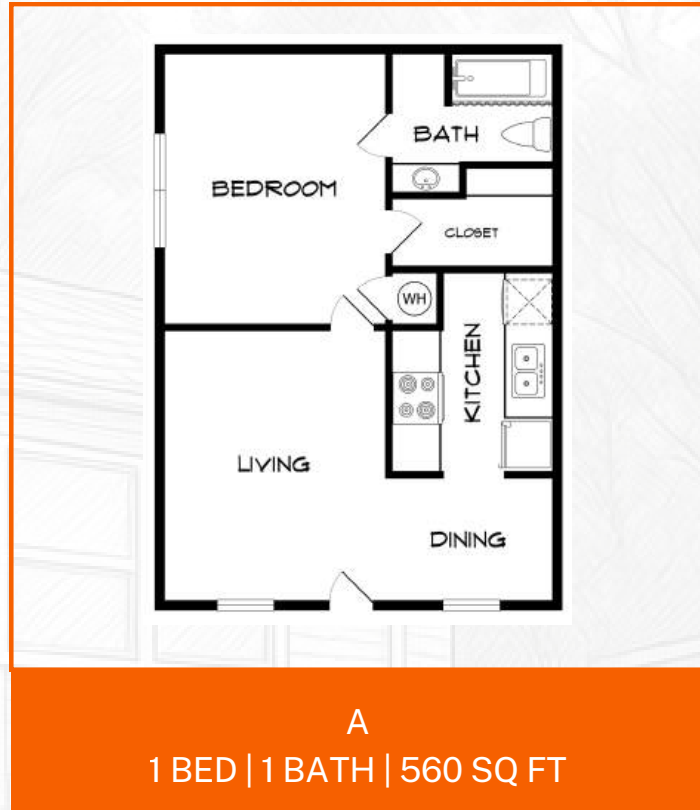 BATH
BEDROOM
CLOSET
WH
KITCHEN
LIVING
DINING
A
1 BED | 1 BATH | 560 SQ FT